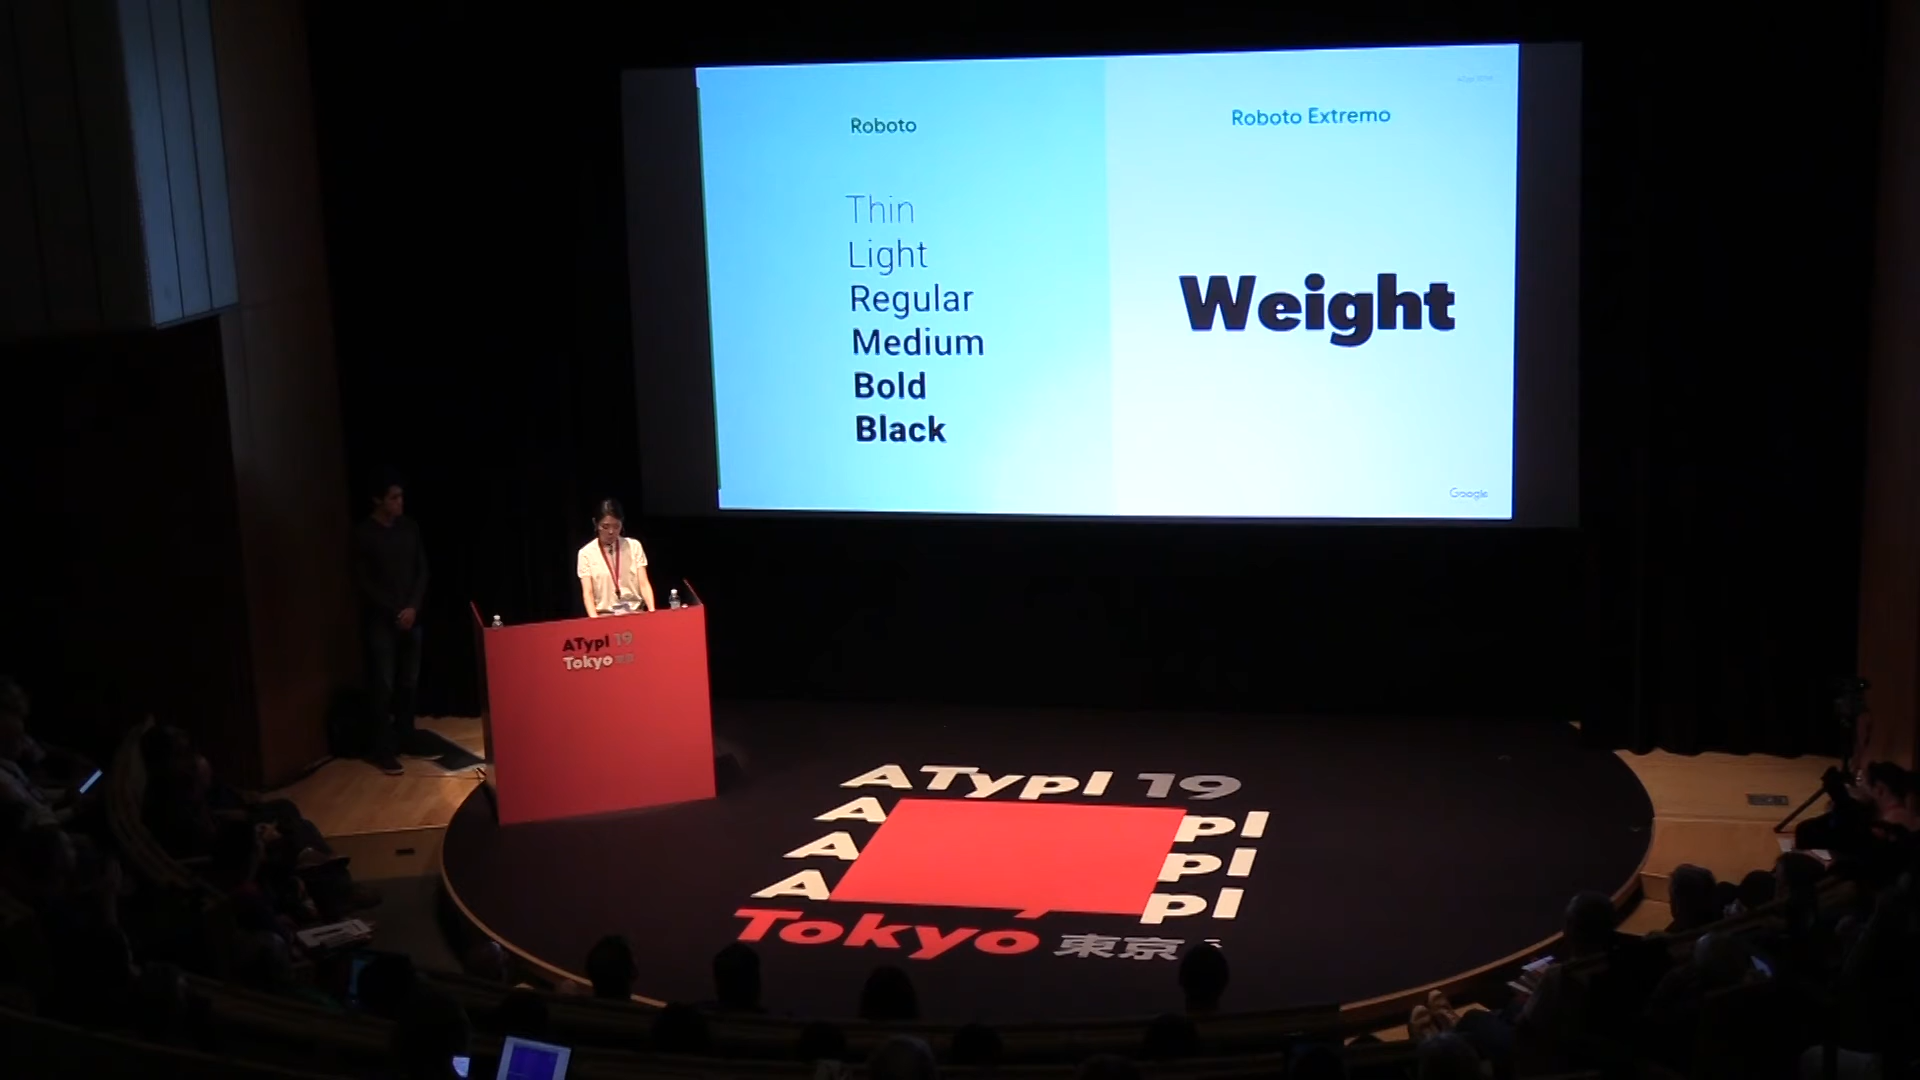 Roboto
Thin
Light
Regular
Medium
Bold
Black
Roboto Extremo
Weight
Google
ATypI 19
Tokyo
ATypI 19
A pI
A pI
A pI
Tokyo 東京